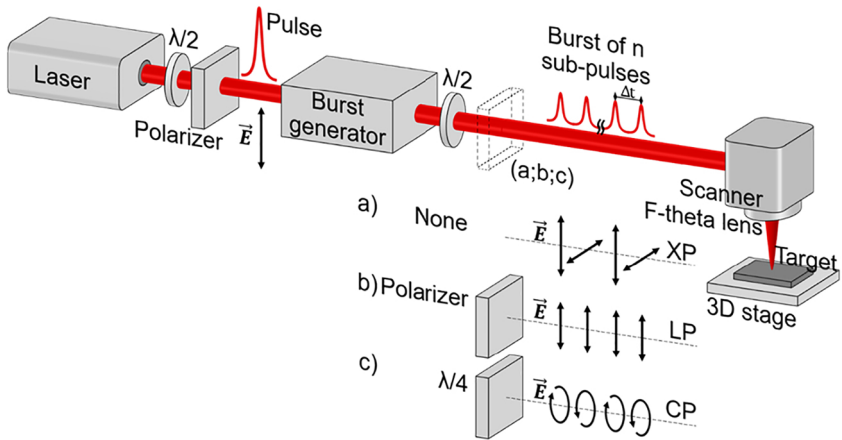 λ/2
Pulse
Laser
Polarizer
E
Burst
generator
λ/2
Burst of n
sub-pulses
Δt
(a;b;c)
Scanner
F-theta lens
Target
3D stage
a)
None
E
XP
b)
Polarizer
E
LP
c)
λ/4
E
CP